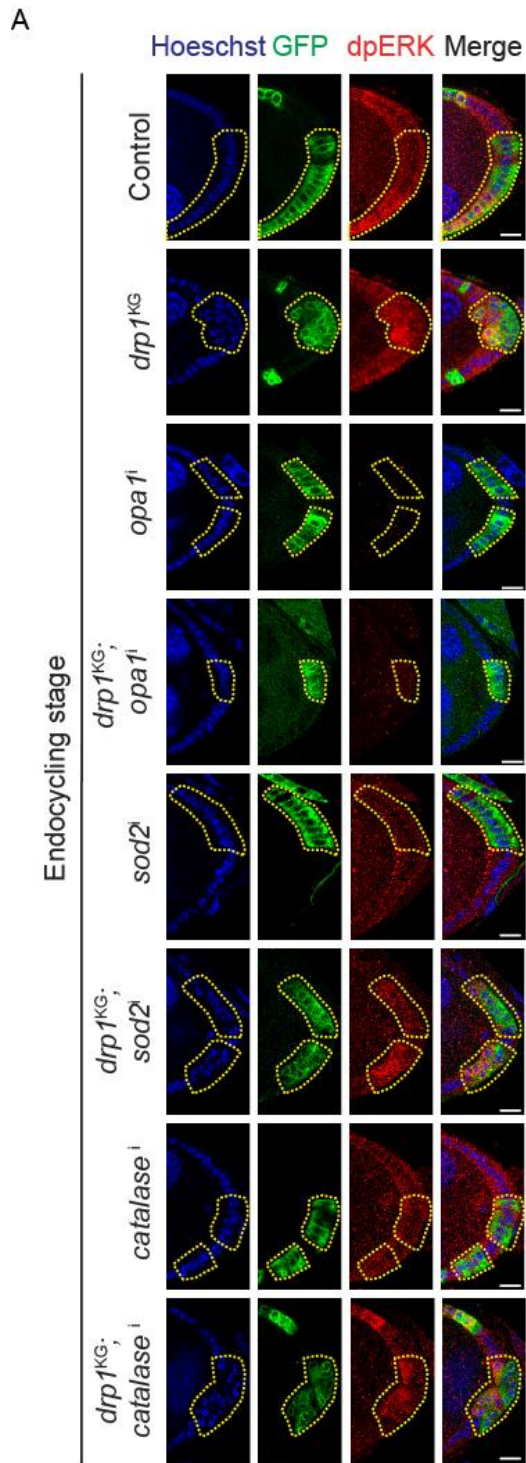 A
Hoeschst GFP dpERK Merge
Endocycling stage
Control
drp1KG
opa1i
drp1KG;
opa1i
sod2i
drp1KG;
sod2i
catalase i
drp1KG;
catalase i